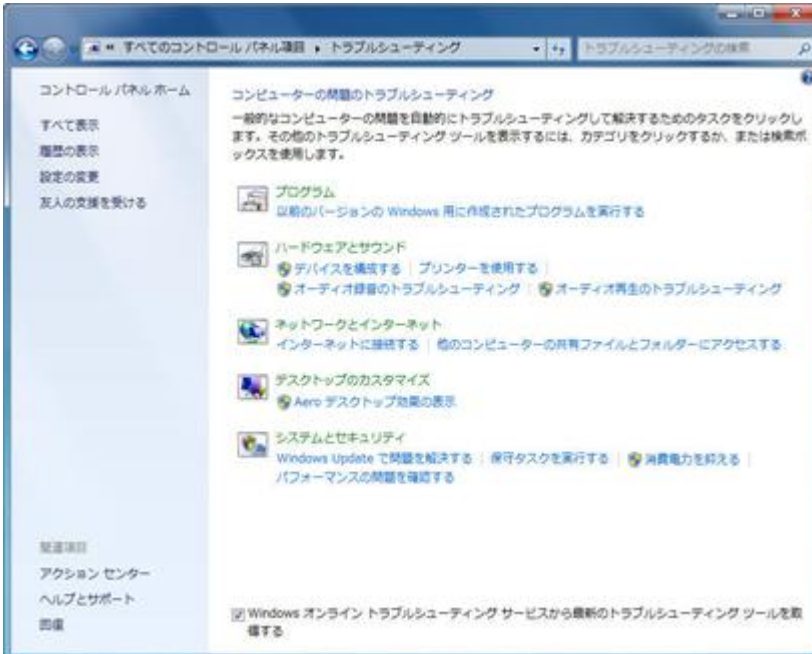 « すべてのコントロール パネル項目 ▸ トラブルシューティング
トラブルシューティングの検索
コントロール パネル ホーム
すべて表示
履歴の表示
設定の変更
友人の支援を受ける
コンピューターの問題のトラブルシューティング
一般的なコンピューターの問題を自動的にトラブルシューティングして解決するためのタスクをクリックし
ます。その他のトラブルシューティング ツールを表示するには、カテゴリをクリックするか、または検索ボ
ックスを使用します。
プログラム
以前のバージョンの Windows 用に作成されたプログラムを実行する
ハードウェアとサウンド
デバイスを構成する | プリンターを使用する |
オーディオ録音のトラブルシューティング | オーディオ再生のトラブルシューティング
ネットワークとインターネット
インターネットに接続する | 他のコンピューターの共有ファイルとフォルダーにアクセスする
デスクトップのカスタマイズ
Aero デスクトップ効果の表示
システムとセキュリティ
Windows Update で問題を解決する | 保守タスクを実行する | 消費電力を抑える |
パフォーマンスの問題を確認する
関連項目
アクション センター
ヘルプとサポート
回復
Windows オンライン トラブルシューティング サービスから最新のトラブルシューティング ツールを取
得する